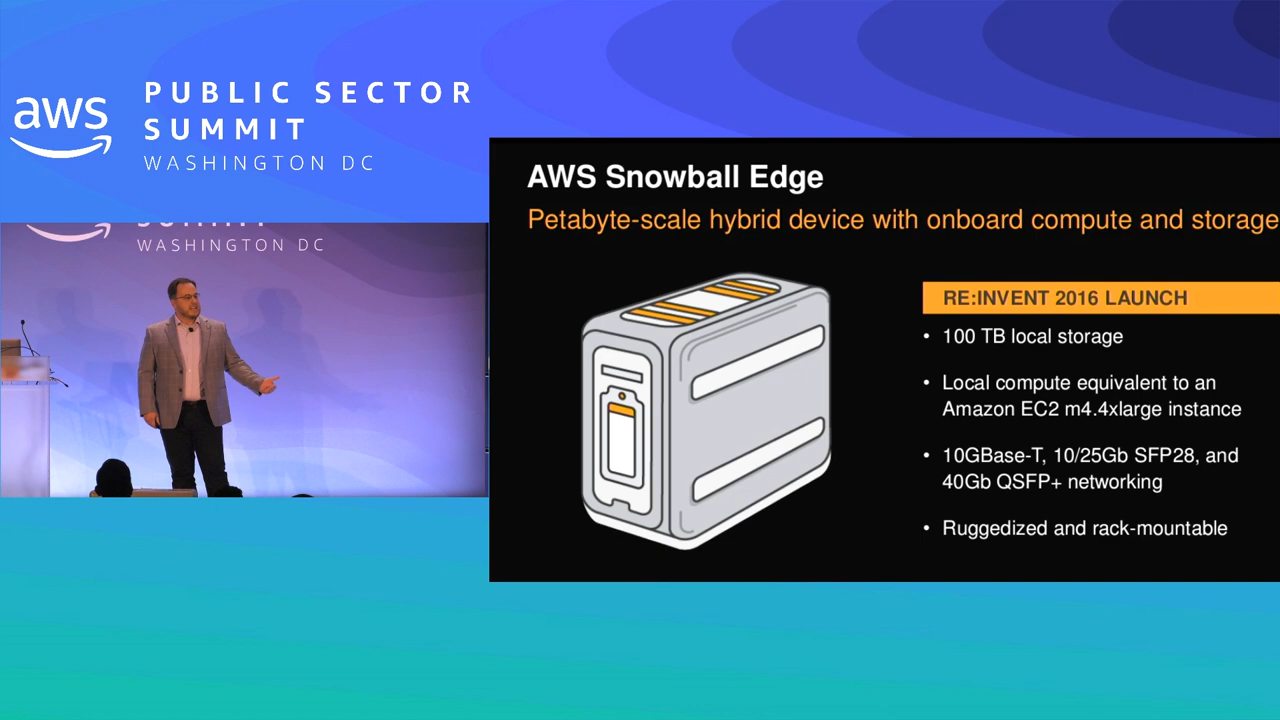 aws
PUBLIC SECTOR
SUMMIT
WASHINGTON DC
WASHINGTON DC
AWS Snowball Edge
Petabyte-scale hybrid device with onboard compute and storage
RE:INVENT 2016 LAUNCH
• 100 TB local storage
• Local compute equivalent to an
Amazon EC2 m4.4xlarge instance
• 10GBase-T, 10/25Gb SFP28, and
40Gb QSFP+ networking
• Ruggedized and rack-mountable